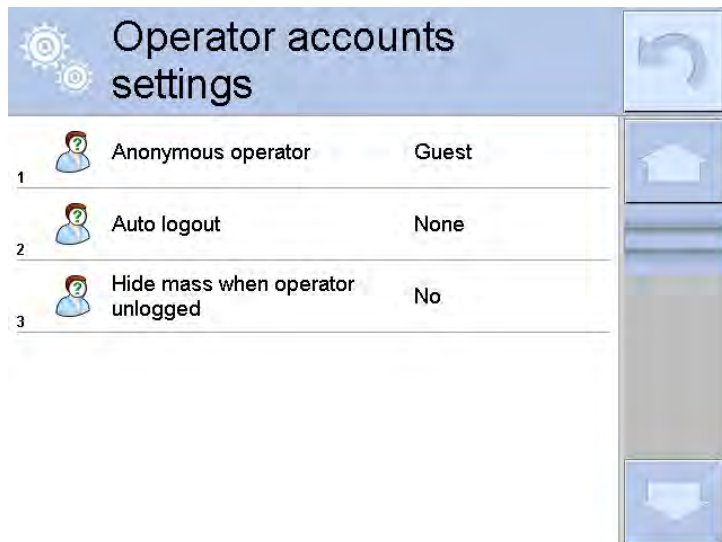 Operator accounts
settings
Anonymous operator Guest
1
Auto logout None
2
Hide mass when operator
unlogged
No
3